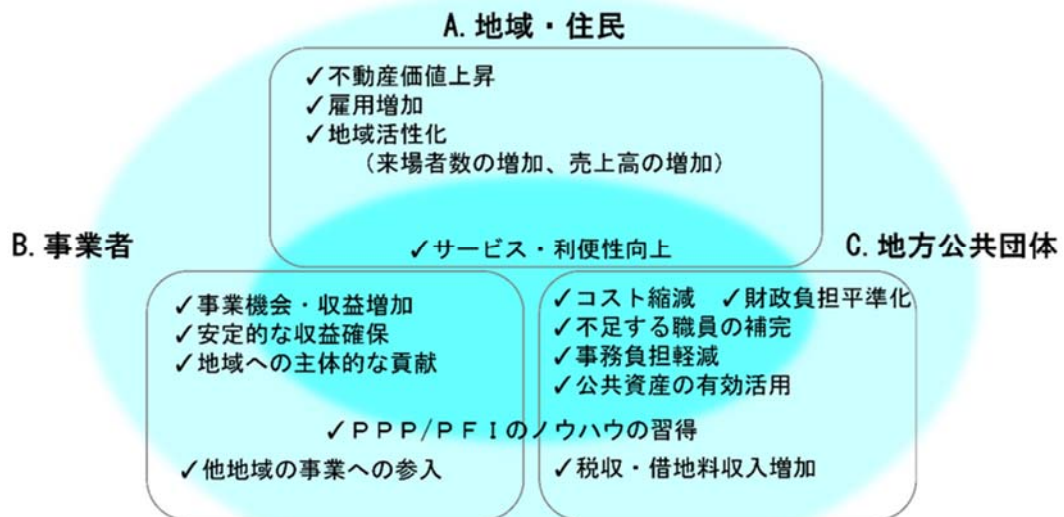 A.地域・住民
✓不動産価値上昇
✓雇用増加
✓地域活性化
(来場者数の増加、売上高の増加)
✓サービス・利便性向上
B.事業者
✓事業機会・収益増加
✓安定的な収益確保
✓地域への主体的な貢献
C.地方公共団体
✓コスト縮減 ✓財政負担平準化
✓不足する職員の補完
✓事務負担軽減
✓公共資産の有効活用
✓PPP/PFIのノウハウの習得
✓他地域の事業への参入
✓税収・借地料収入増加